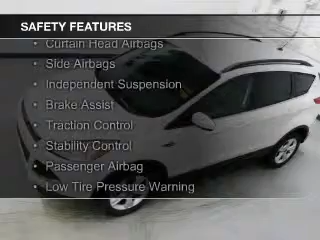 SAFETY FEATURES
• Curtain Head Airbags
• Side Airbags
• Independent Suspension
• Brake Assist
• Traction Control
• Stability Control
• Passenger Airbag
• Low Tire Pressure Warning